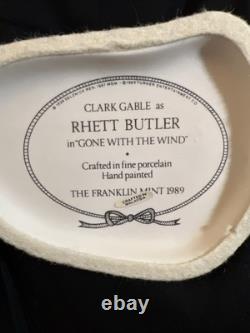 CLARK GABLE as
RHETT BUTLER
in "GONE WITH THE WIND"
Crafted in fine porcelain
Hand painted
THE FRANKLIN MINT 1989